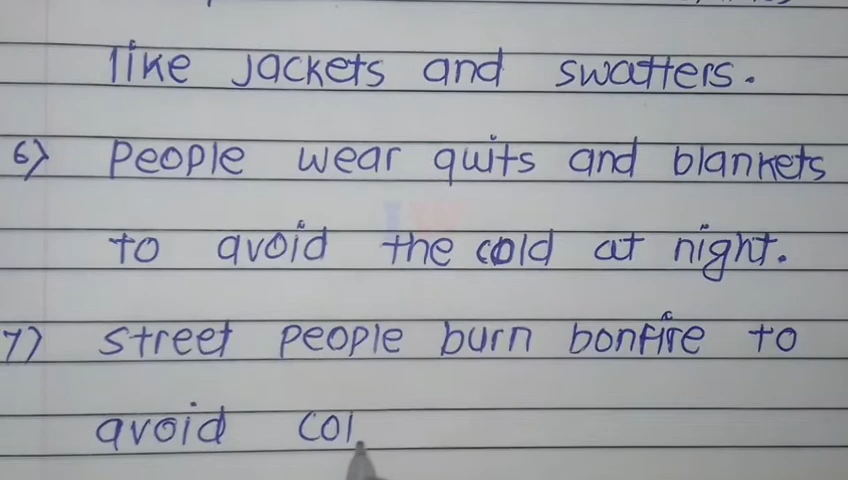 like jackets and swatters.
6) People wear quits and blankets
to avoid the cold at night.
7) Street people burn bonfire to
avoid col